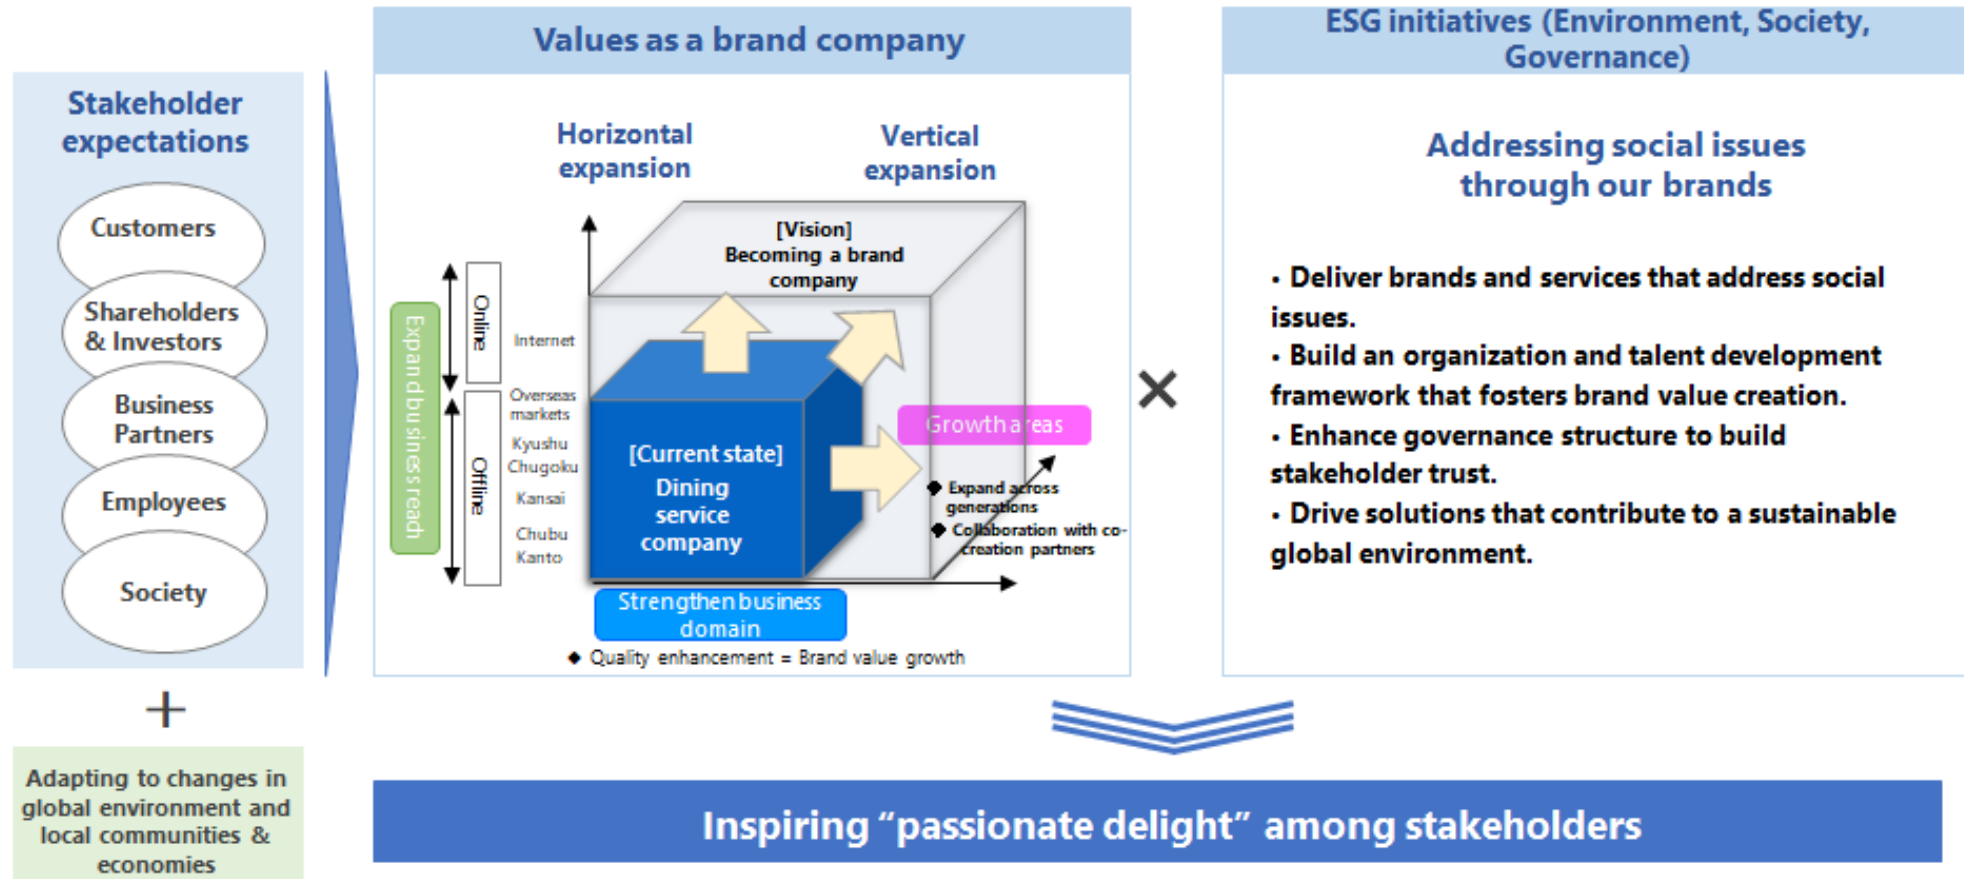 Stakeholder
expectations
Customers
Shareholders
& Investors
Business
Partners
Employees
Society
+
Adapting to changes in
global environment and
local communities &
economies
Values as a brand company
Horizontal
expansion
Vertical
expansion
[Vision]
Becoming a brand
company
Expand business reach
Online
Offline
Internet
Overseas
markets
Kyushu
Chugoku
Kansai
Chubu
Kanto
[Current state]
Dining
service
company
Growth areas
◆ Expand across
generations
◆ Collaboration with co-
creation partners
Strengthen business
domain
◆ Quality enhancement = Brand value growth
×
ESG initiatives (Environment, Society,
Governance)
Addressing social issues
through our brands
• Deliver brands and services that address social
issues.
• Build an organization and talent development
framework that fosters brand value creation.
• Enhance governance structure to build
stakeholder trust.
• Drive solutions that contribute to a sustainable
global environment.
Inspiring “passionate delight” among stakeholders